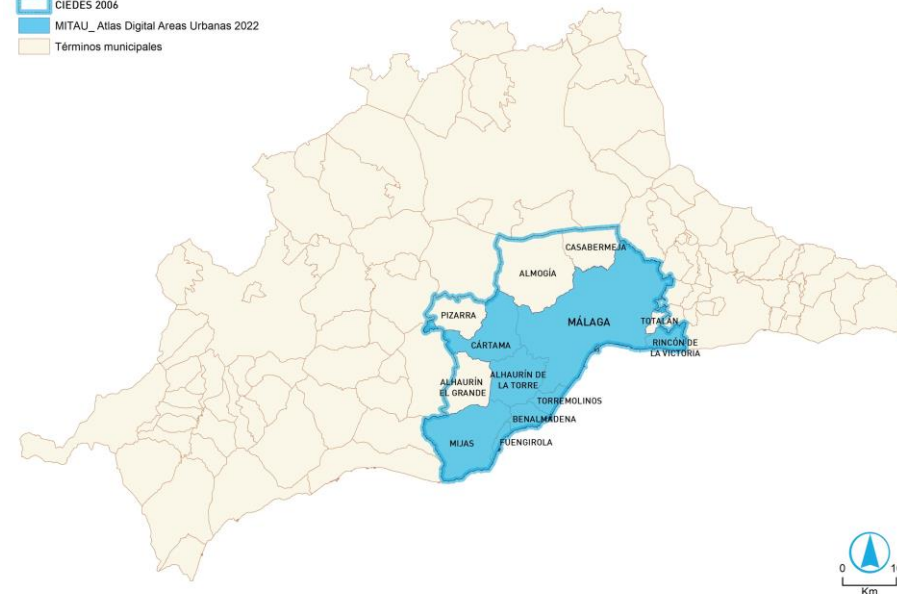 CIEDES 2006
MITAU_ Atlas Digital Areas Urbanas 2022
Términos municipales
CASABERMEJA
ALMOGÍA
PIZARRA
MÁLAGA
TOTALÁN
CÁRTAMA
RINCÓN DE
LA VICTORIA
ALHAURÍN DE
LA TORRE
ALHAURÍN
EL GRANDE
TORREMOLINOS
BENALMÁDENA
MIJAS
FUENGIROLA
0
Km